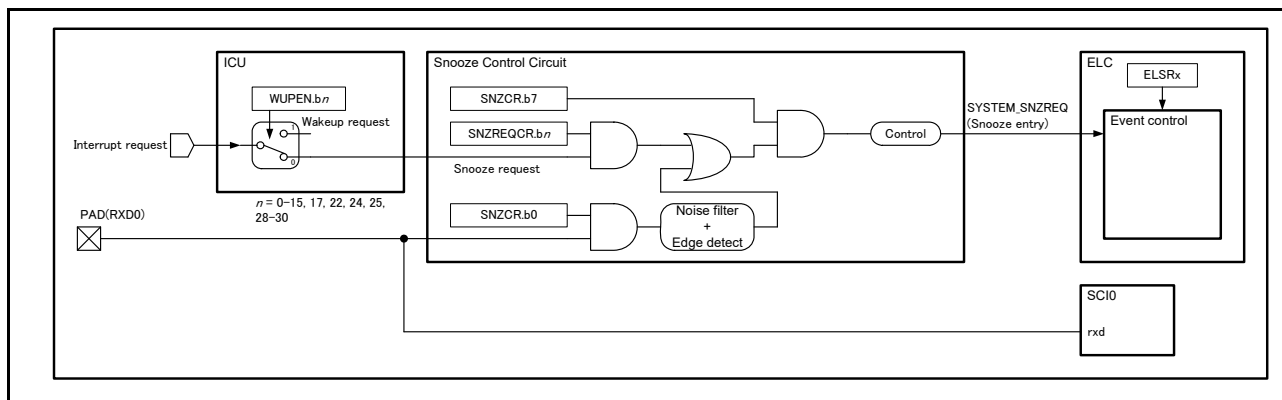 ICU
WUPEN.bn
1
Wakeup request
0
Interrupt request
n = 0-15, 17, 22, 24, 25,
28-30
PAD(RXD0)
Snooze Control Circuit
SNZCR.b7
SNZREQCR.bn
Snooze request
SNZCR.b0
Noise filter
+
Edge detect
Control
SYSTEM_SNZREQ
(Snooze entry)
ELC
ELSRx
Event control
SCI0
rxd